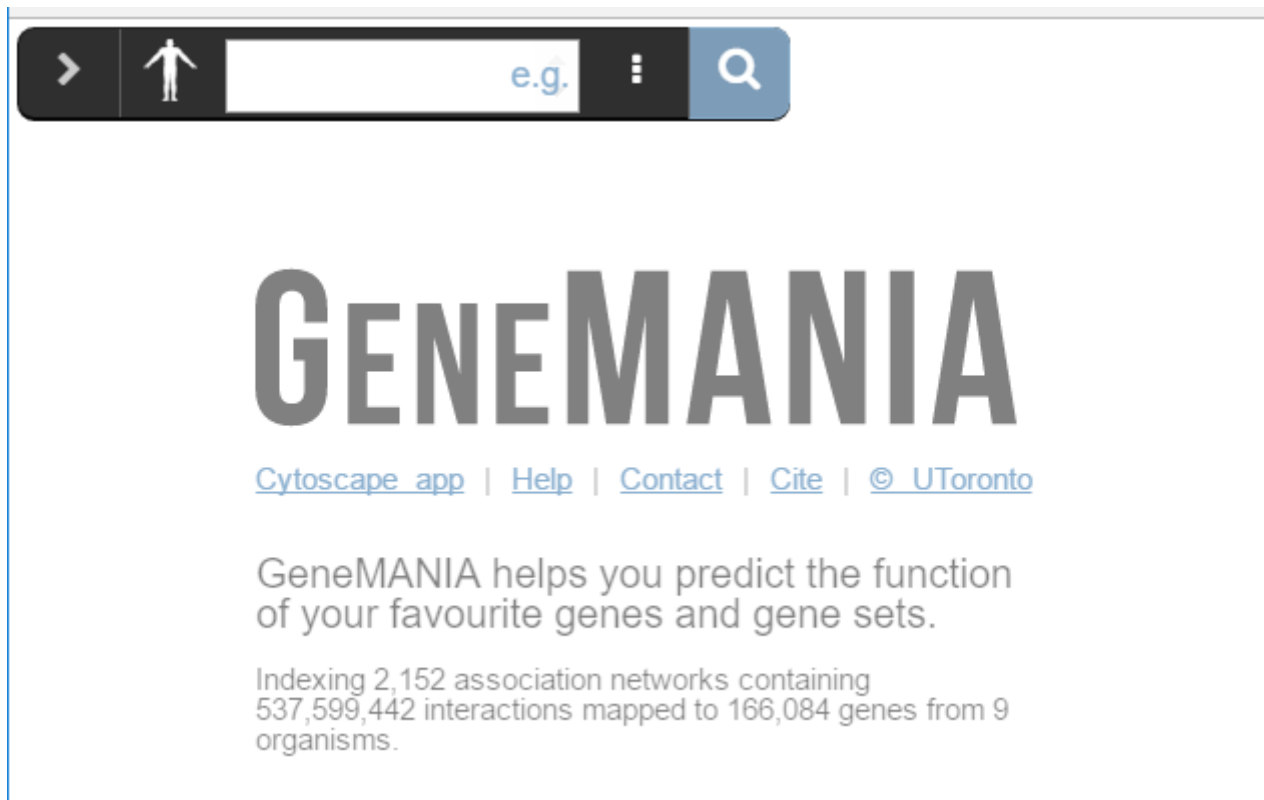 e.g.
GENEMANIA
Cytoscape app | Help | Contact | Cite | © UToronto
GeneMANIA helps you predict the function
of your favourite genes and gene sets.
Indexing 2,152 association networks containing
537,599,442 interactions mapped to 166,084 genes from 9
organisms.